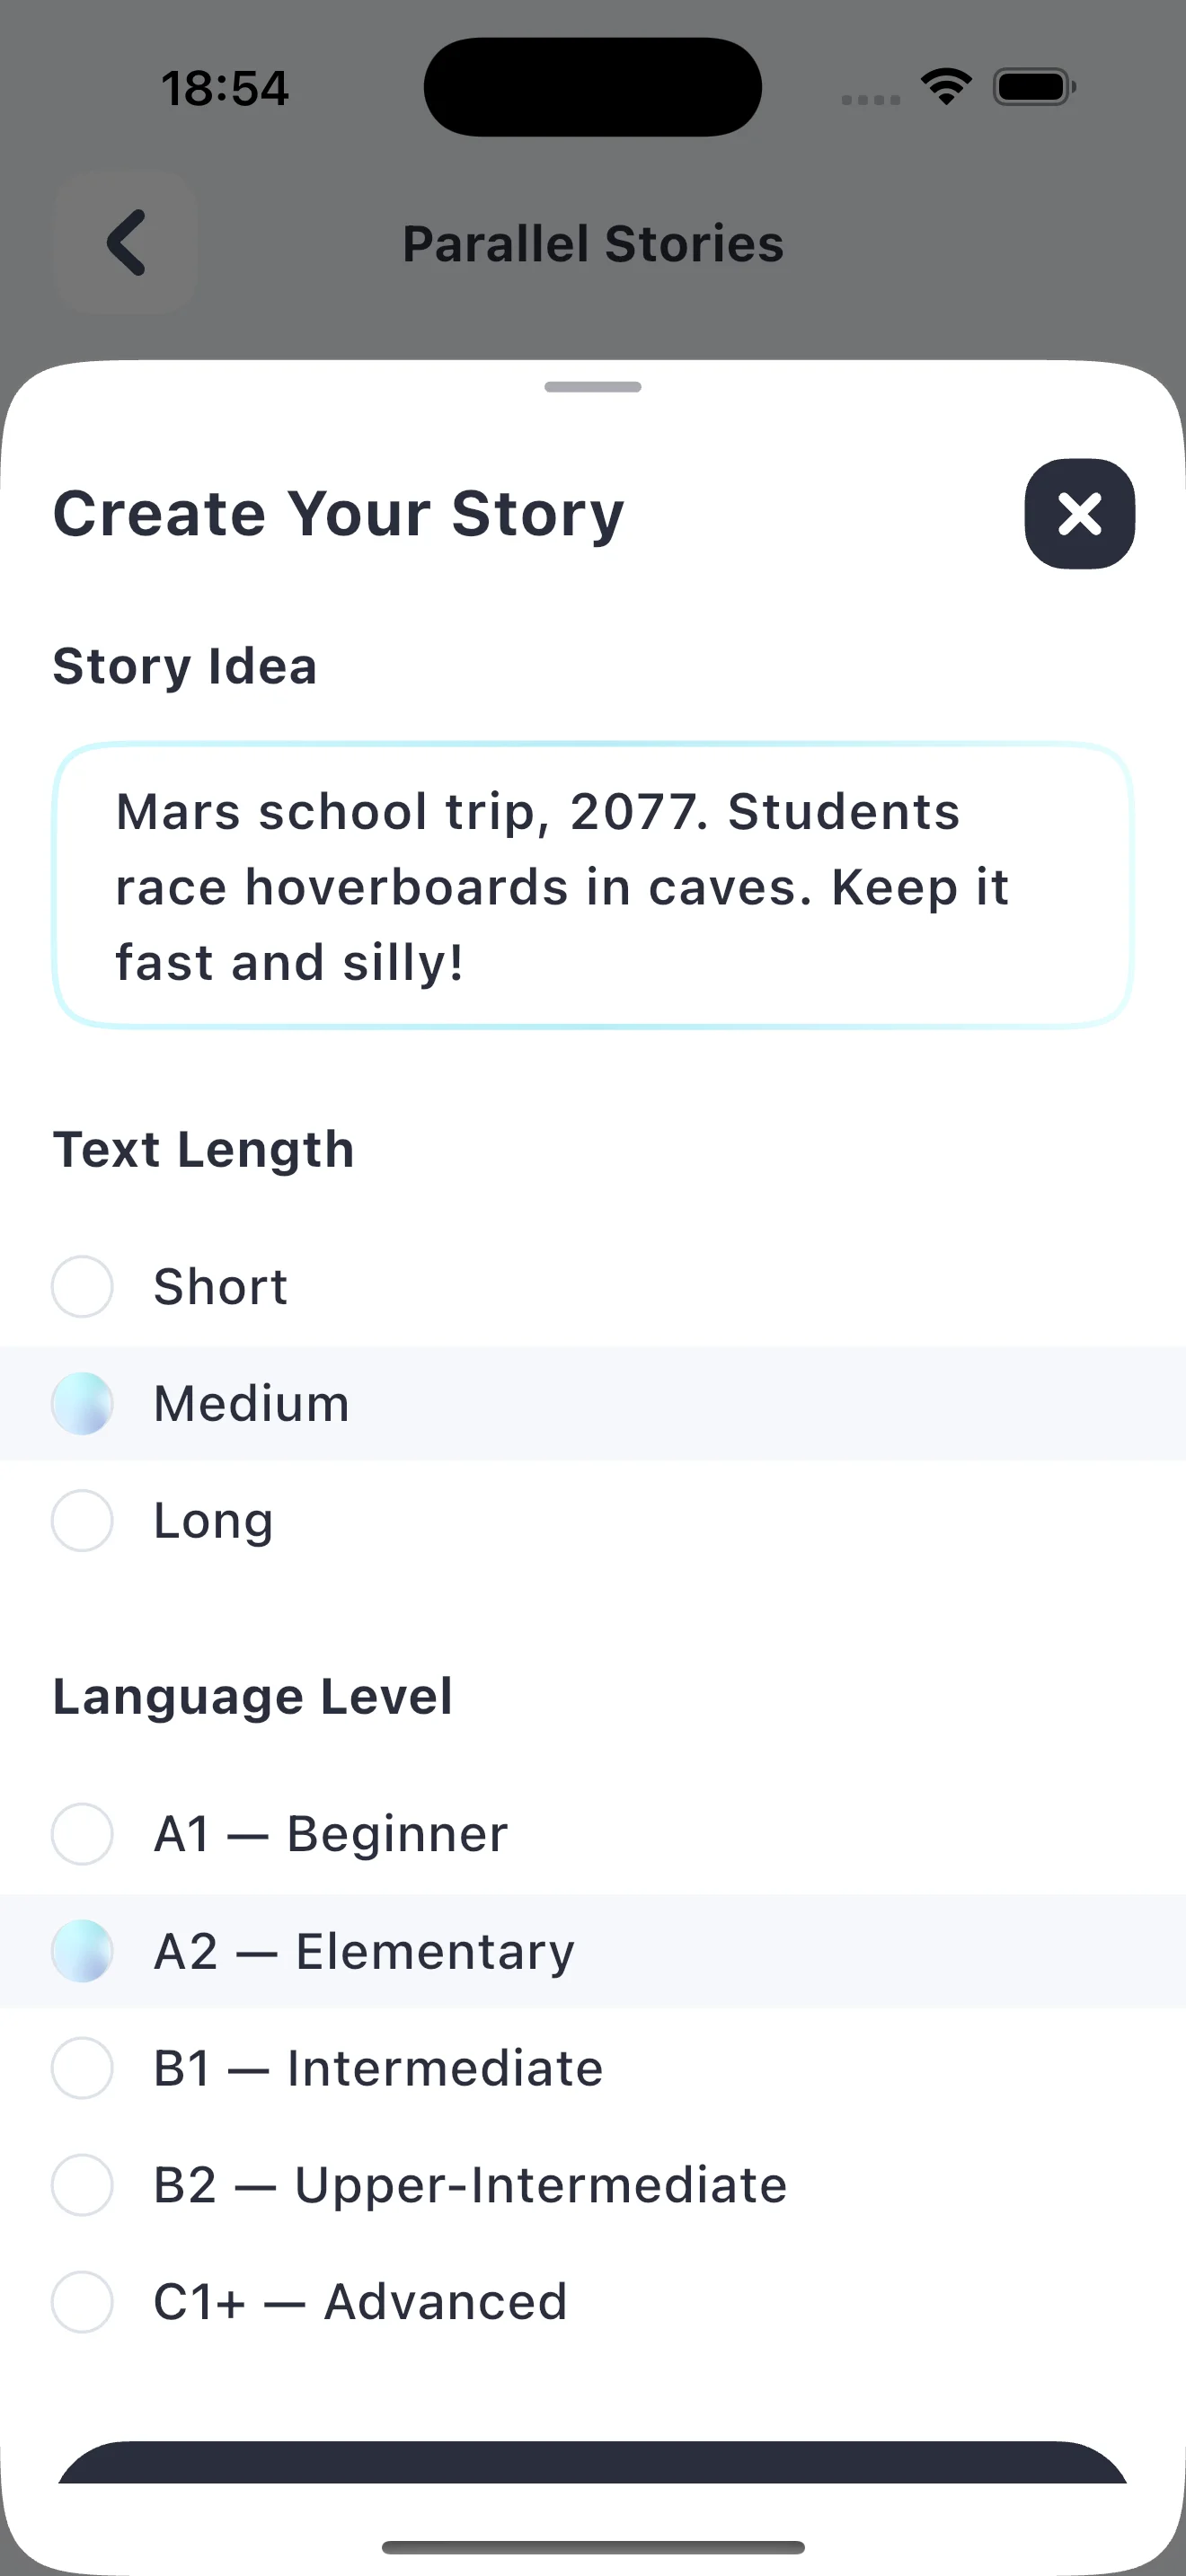 18:54
Parallel Stories
Create Your Story
Story Idea
Mars school trip, 2077. Students
race hoverboards in caves. Keep it
fast and silly!
Text Length
Short
Medium
Long
Language Level
A1 — Beginner
A2 — Elementary
B1 — Intermediate
B2 — Upper-Intermediate
C1+ — Advanced